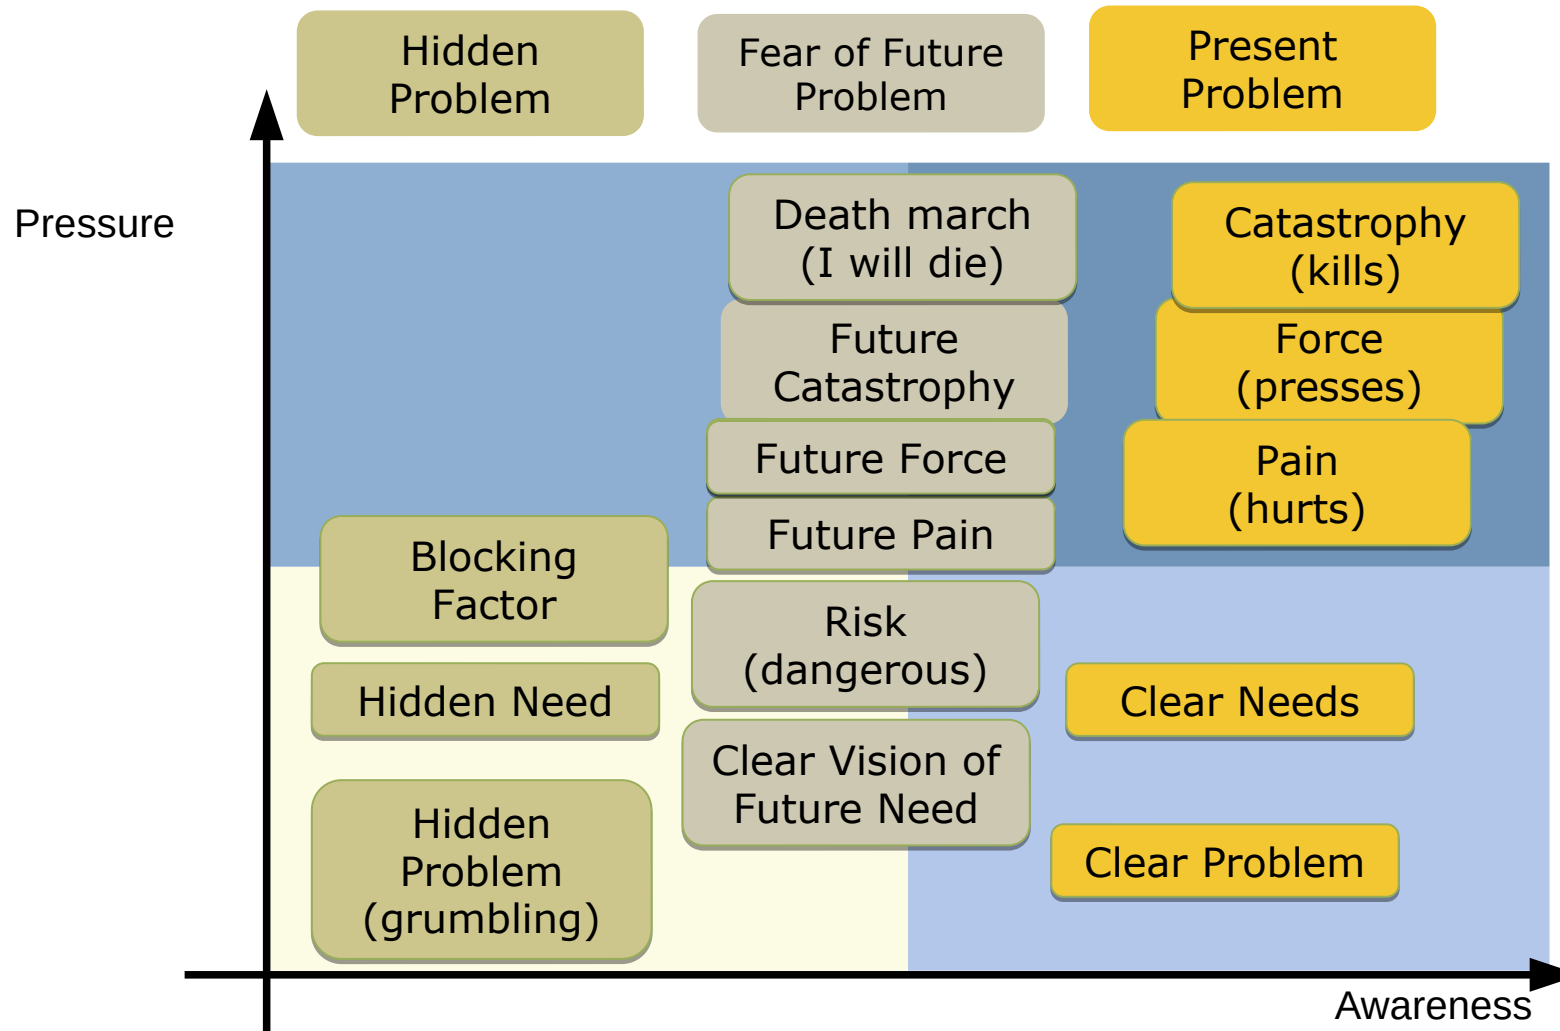 Hidden
Problem
Fear of Future
Problem
Present
Problem
Pressure
Death march
(I will die)
Catastrophy
(kills)
Future
Catastrophy
Force
(presses)
Future Force
Pain
(hurts)
Future Pain
Blocking
Factor
Risk
(dangerous)
Hidden Need
Clear Needs
Clear Vision of
Future Need
Hidden
Problem
(grumbling)
Clear Problem
Awareness